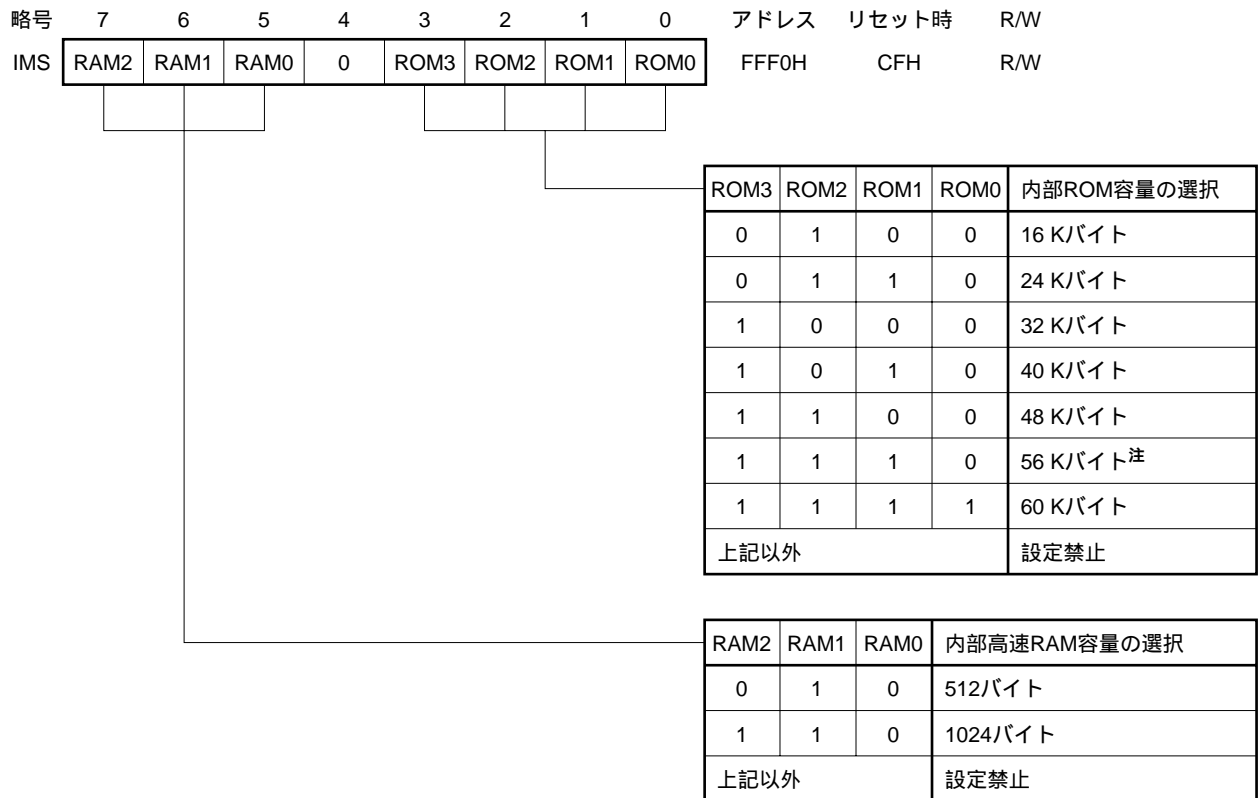 略号 7 6 5 4 3 2 1 0 アドレス リセット時 R/W
IMS RAM2 RAM1 RAM0 0 ROM3 ROM2 ROM1 ROM0 FFF0H CFH R/W
ROM3 ROM2 ROM1 ROM0 内部ROM容量の選択
0 1 0 0 16 Kバイト
0 1 1 0 24 Kバイト
1 0 0 0 32 Kバイト
1 0 1 0 40 Kバイト
1 1 0 0 48 Kバイト
1 1 1 0 56 Kバイト注
1 1 1 1 60 Kバイト
上記以外 設定禁止
RAM2 RAM1 RAM0 内部高速RAM容量の選択
0 1 0 512バイト
1 1 0 1024バイト
上記以外 設定禁止